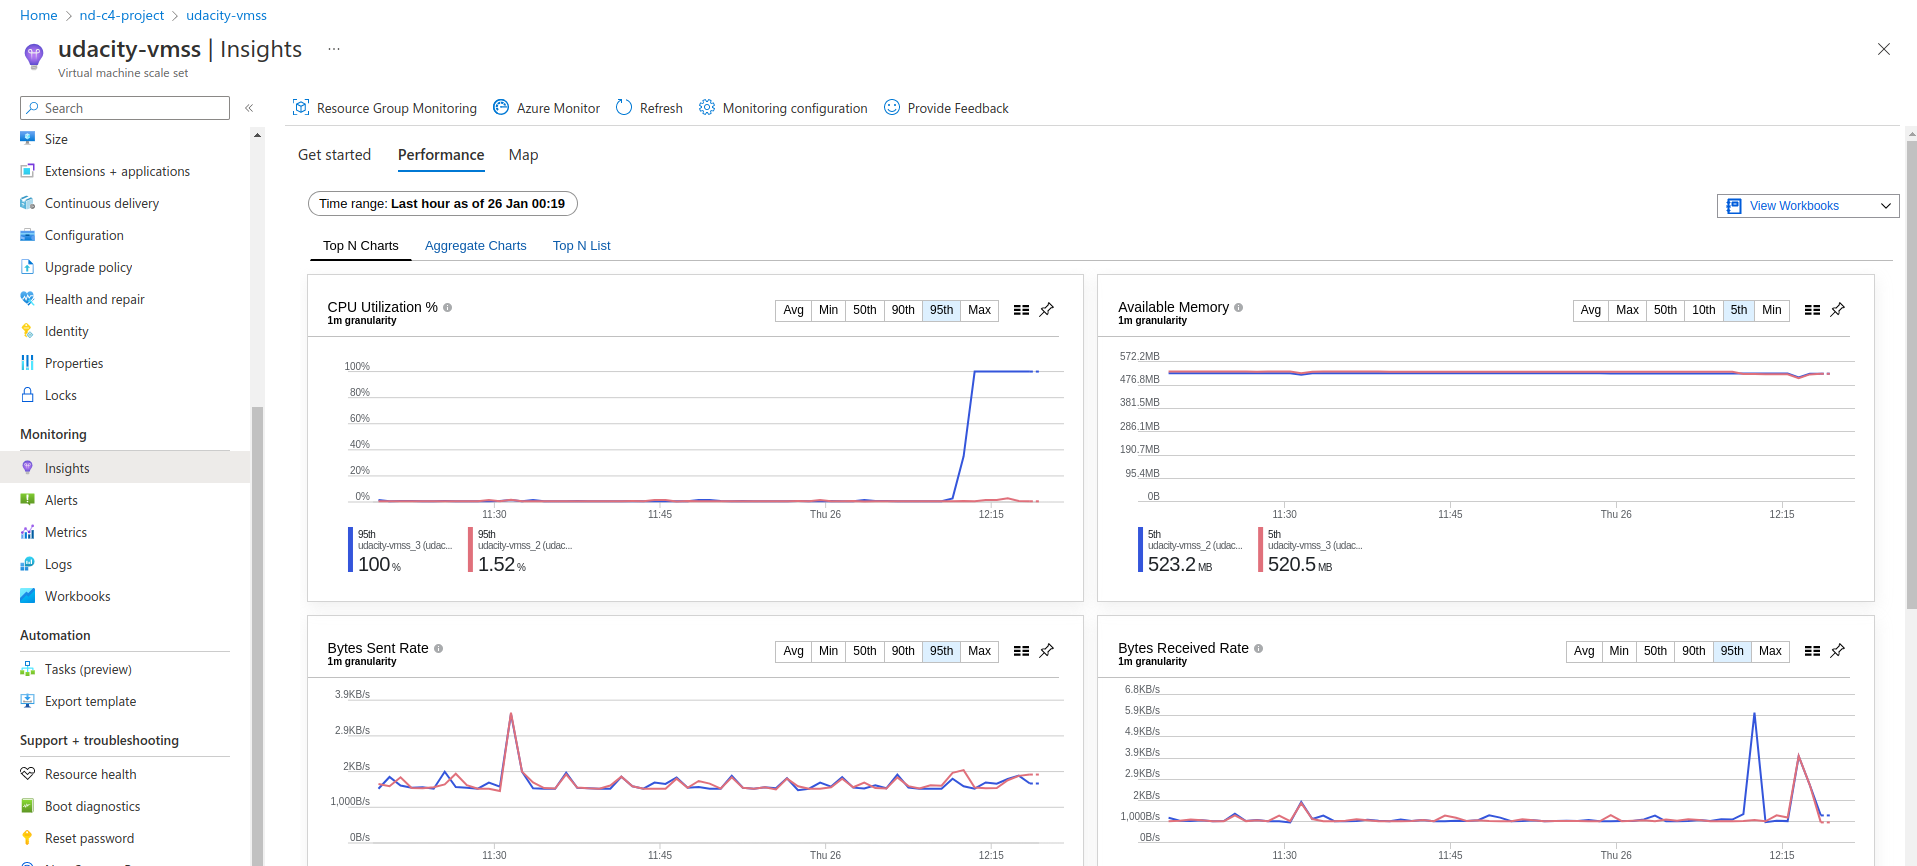 Home > nd-c4-project > udacity-vmss
udacity-vmss | Insights ...
Virtual machine scale set
Search
«
Size
Extensions + applications
Continuous delivery
Configuration
Upgrade policy
Health and repair
Identity
Properties
Locks
Monitoring
Insights
Alerts
Metrics
Logs
Workbooks
Automation
Tasks (preview)
Export template
Support + troubleshooting
Resource health
Boot diagnostics
Reset password
Resource Group Monitoring Azure Monitor Refresh Monitoring configuration Provide Feedback
Get started Performance Map
Time range: Last hour as of 26 Jan 00:19
View Workbooks
Top N Charts Aggregate Charts Top N List
CPU Utilization %
1m granularity
Avg Min 50th 90th 95th Max
100%
80%
60%
40%
20%
0%
11:30 11:45 Thu 26 12:15
95th
udacity-vmss_3 (udac...
100 %
95th
udacity-vmss_2 (udac...
1.52 %
Available Memory
1m granularity
Avg Max 50th 10th 5th Min
572.2MB
476.8MB
381.5MB
286.1MB
190.7MB
95.4MB
0B
11:30 11:45 Thu 26 12:15
5th
udacity-vmss_2 (udac...
523.2 MB
5th
udacity-vmss_3 (udac...
520.5 MB
Bytes Sent Rate
1m granularity
Avg Min 50th 90th 95th Max
3.9KB/s
2.9KB/s
2KB/s
1,000B/s
0B/s
11:30 11:45 Thu 26 12:15
Bytes Received Rate
1m granularity
Avg Min 50th 90th 95th Max
6.8KB/s
5.9KB/s
4.9KB/s
3.9KB/s
2.9KB/s
2KB/s
1,000B/s
0B/s
11:30 11:45 Thu 26 12:15